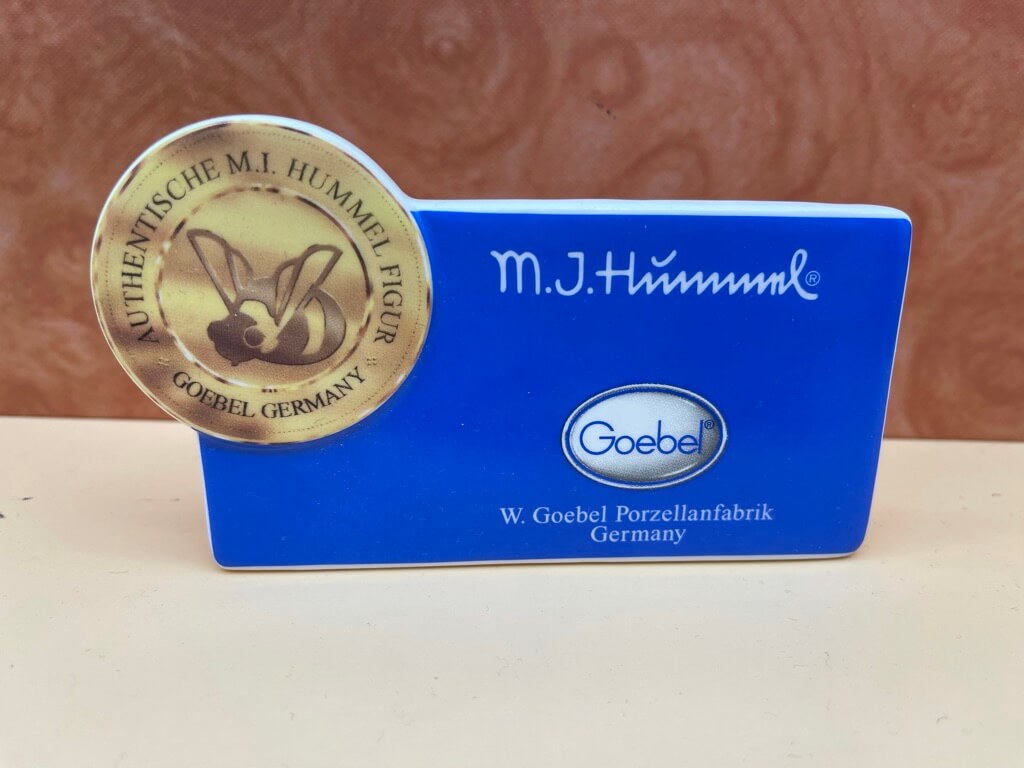 AUTHENTISCHE M.I. HUMMEL FIGUR
GOEBEL GERMANY
M.J.Hummel®
Goebel®
W. Goebel Porzellanfabrik
Germany